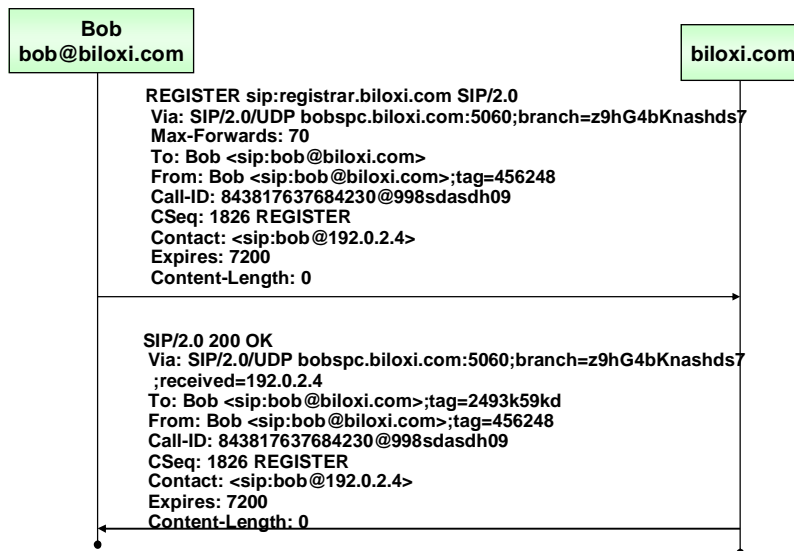 Bob
bob@biloxi.com
biloxi.com
REGISTER sip:registrar.biloxi.com SIP/2.0
Via: SIP/2.0/UDP bobspc.biloxi.com:5060;branch=z9hG4bKnashds7
Max-Forwards: 70
To: Bob <sip:bob@biloxi.com>
From: Bob <sip:bob@biloxi.com>;tag=456248
Call-ID: 843817637684230@998sdasdh09
CSeq: 1826 REGISTER
Contact: <sip:bob@192.0.2.4>
Expires: 7200
Content-Length: 0
SIP/2.0 200 OK
Via: SIP/2.0/UDP bobspc.biloxi.com:5060;branch=z9hG4bKnashds7
;received=192.0.2.4
To: Bob <sip:bob@biloxi.com>;tag=2493k59kd
From: Bob <sip:bob@biloxi.com>;tag=456248
Call-ID: 843817637684230@998sdasdh09
CSeq: 1826 REGISTER
Contact: <sip:bob@192.0.2.4>
Expires: 7200
Content-Length: 0